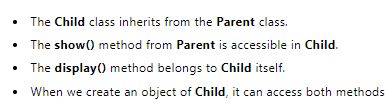 • The Child class inherits from the Parent class.
• The show() method from Parent is accessible in Child.
• The display() method belongs to Child itself.
• When we create an object of Child, it can access both methods